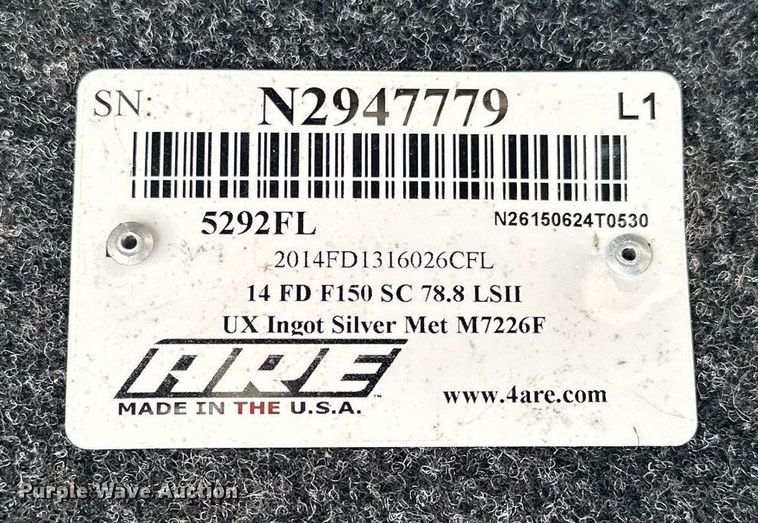 SN: N2947779 L1
5292FL N26150624T0530
2014FD1316026CFL
14 FD F150 SC 78.8 LSII
UX Ingot Silver Met M7226F
ARE
MADE IN THE U.S.A. www.4are.com
Purple Wave Auction